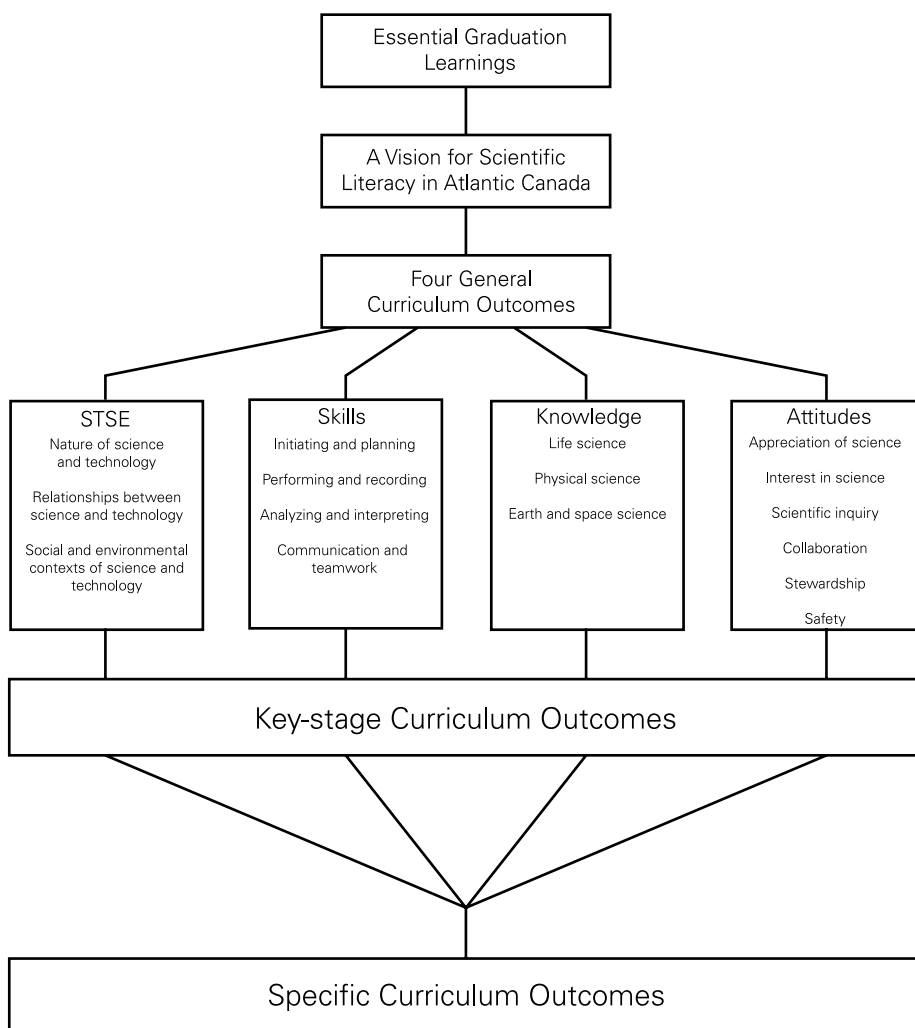 Essential Graduation
Learnings
A Vision for Scientific
Literacy in Atlantic Canada
Four General
Curriculum Outcomes
STSE
Nature of science
and technology
Relationships between
science and technology
Social and environmental
contexts of science and
technology
Skills
Initiating and planning
Performing and recording
Analyzing and interpreting
Communication and
teamwork
Knowledge
Life science
Physical science
Earth and space science
Attitudes
Appreciation of science
Interest in science
Scientific inquiry
Collaboration
Stewardship
Safety
Key-stage Curriculum Outcomes
Specific Curriculum Outcomes